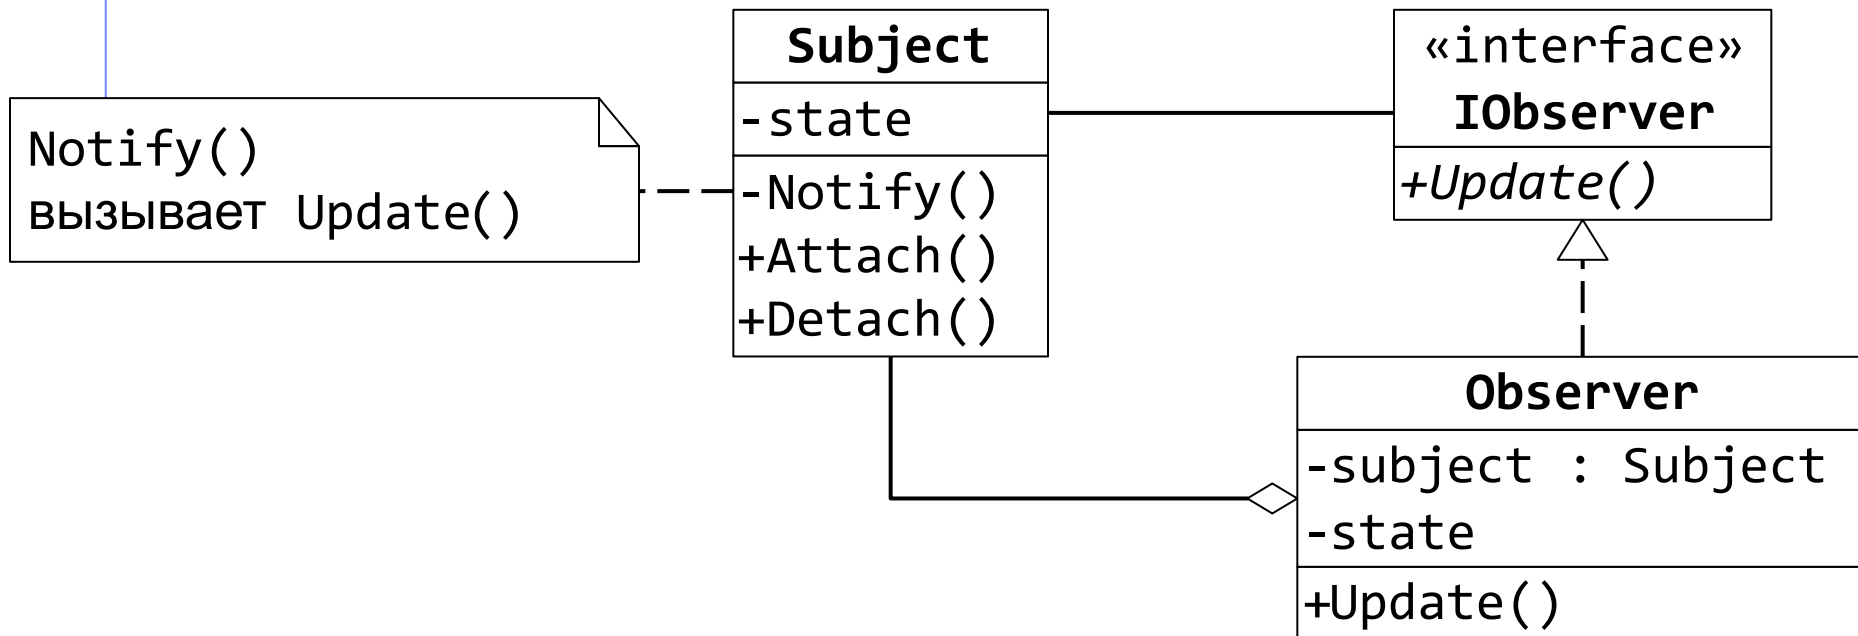 Notify()
вызывает Update()
Subject
-state
-Notify()
+Attach()
+Detach()
«interface»
IObserver
+Update()
Observer
-subject : Subject
-state
+Update()